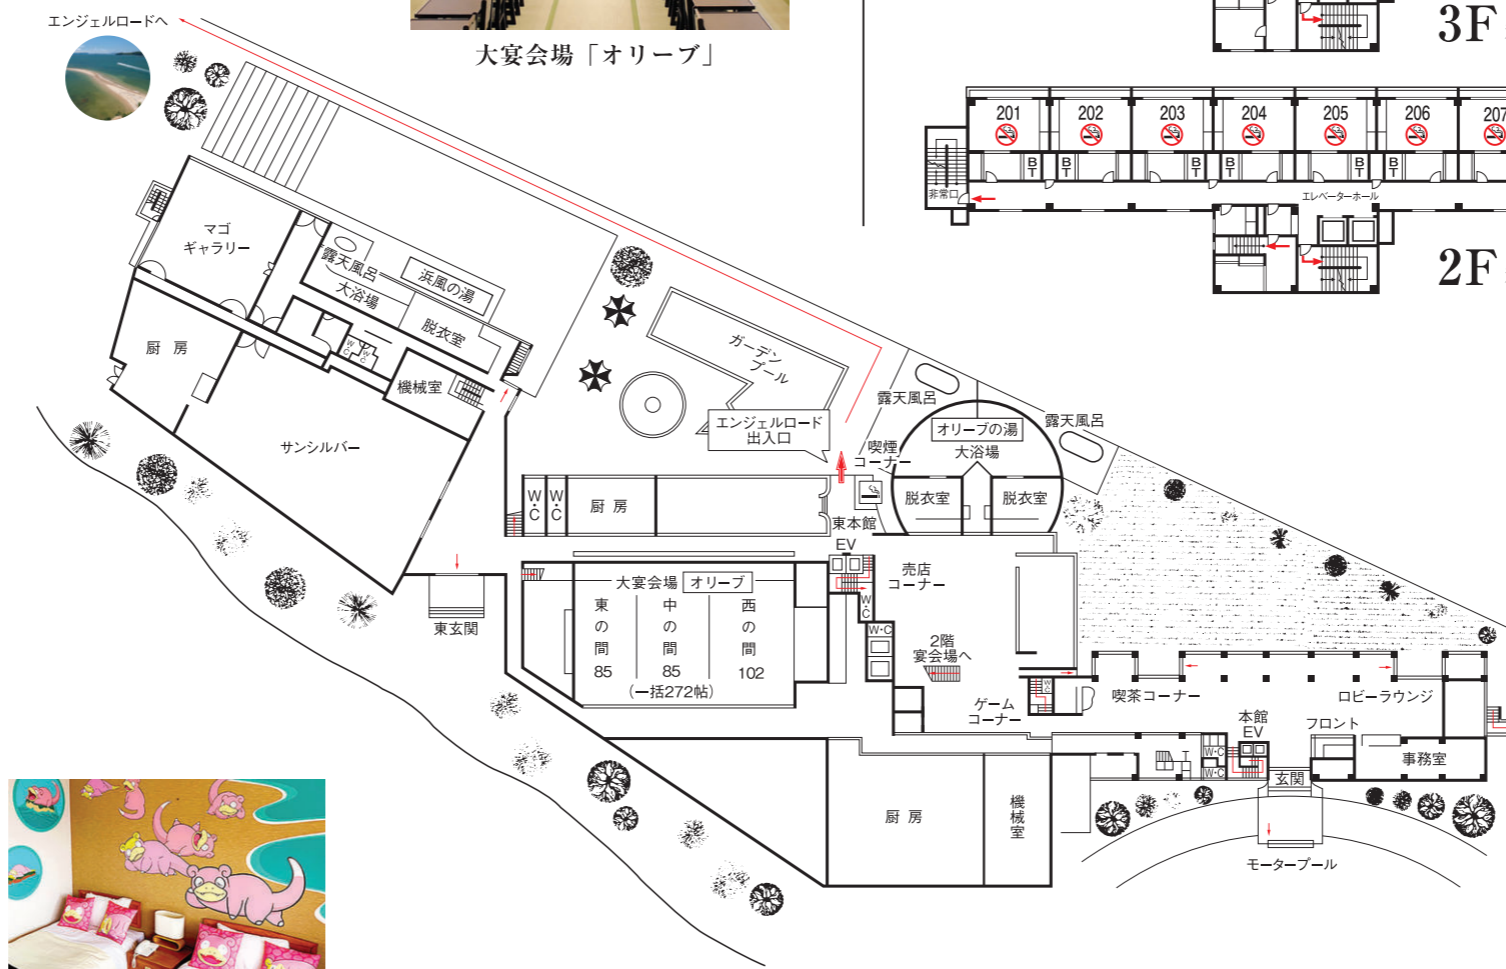 エンジェルロードへ
大宴会場「オリーブ」
3F
201
202
203
204
205
206
207
B
T
B
T
B
T
B
T
B
T
B
T
非常口
エレベーターホール
2F
マゴ
ギャラリー
露天風呂
大浴場
浜風の湯
脱衣室
厨房
W
C
W
C
機械室
サンシルバー
ガーデン
プール
エンジェルロード
出入口
喫煙
コーナー
露天風呂
オリーブの湯
大浴場
露天風呂
脱衣室
脱衣室
W・C
W・C
厨房
東本館
EV
売店
コーナー
W・C
W・C
大宴会場 オリーブ
東の間
85
中の間
85
西の間
102
(一括272帖)
東玄関
2階
宴会場へ
ゲーム
コーナー
W
C
喫茶コーナー
ロビーラウンジ
本館
EV
フロント
W・C
W・C
事務室
玄関
厨房
機械室
モータープール